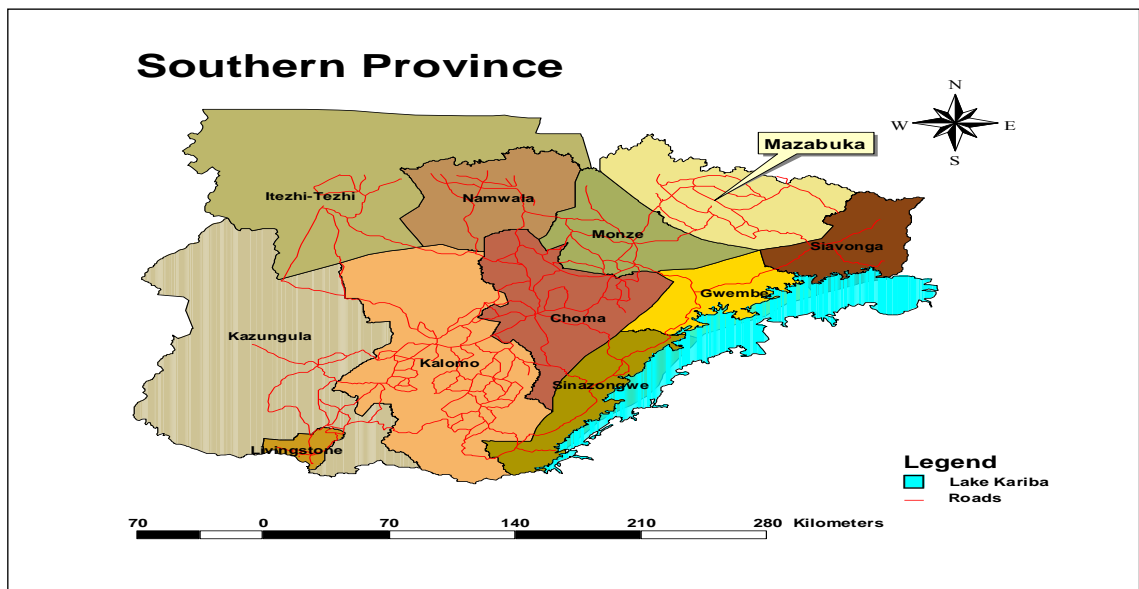 Southern Province
N
W E
S
Mazabuka
Itezhi-Tezhi
Namwala
Monze
Siavonga
Gwembe
Choma
Kazungula
Kalomo
Sinazongwe
Livingstone
Legend
Lake Kariba
Roads
70 0 70 140 210 280 Kilometers